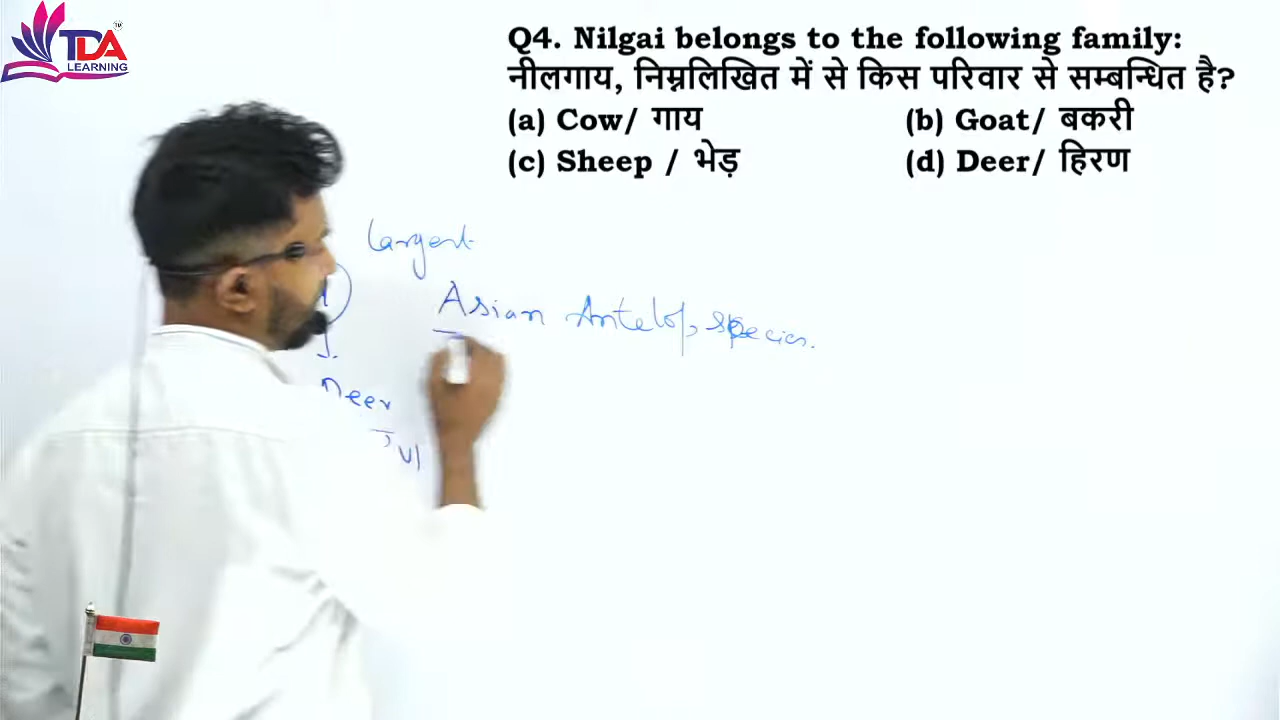 TDA
LEARNING
Q4. Nilgai belongs to the following family:
नीलगाय, निम्नलिखित में से किस परिवार से सम्बन्धित है?
(a) Cow/ गाय (b) Goat/ बकरी
(c) Sheep / भेड़ (d) Deer/ हिरण
largest
Asian Antelop species.
Deer